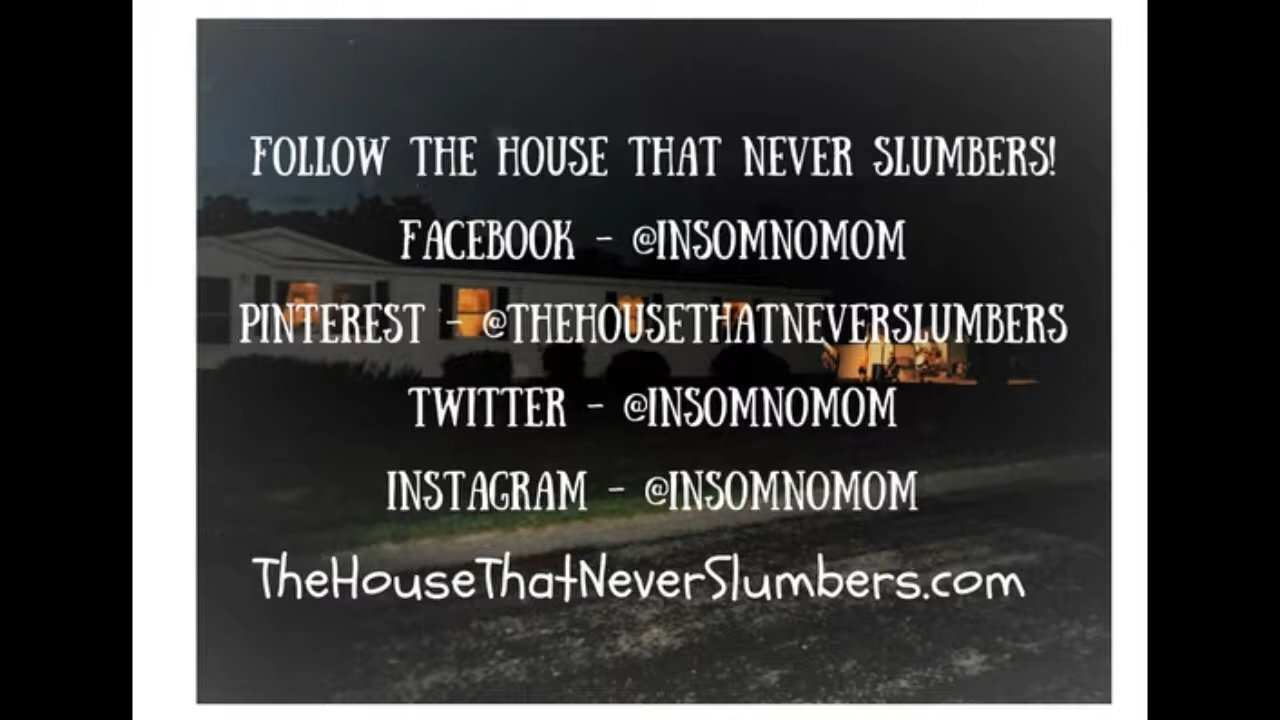 FOLLOW THE HOUSE THAT NEVER SLUMBERS!
FACEBOOK - @INSOMNOMOM
PINTEREST - @THEHOUSETHATNEVERSLUMBERS
TWITTER - @INSOMNOMOM
INSTAGRAM - @INSOMNOMOM
TheHouseThatNeverSlumbers.com